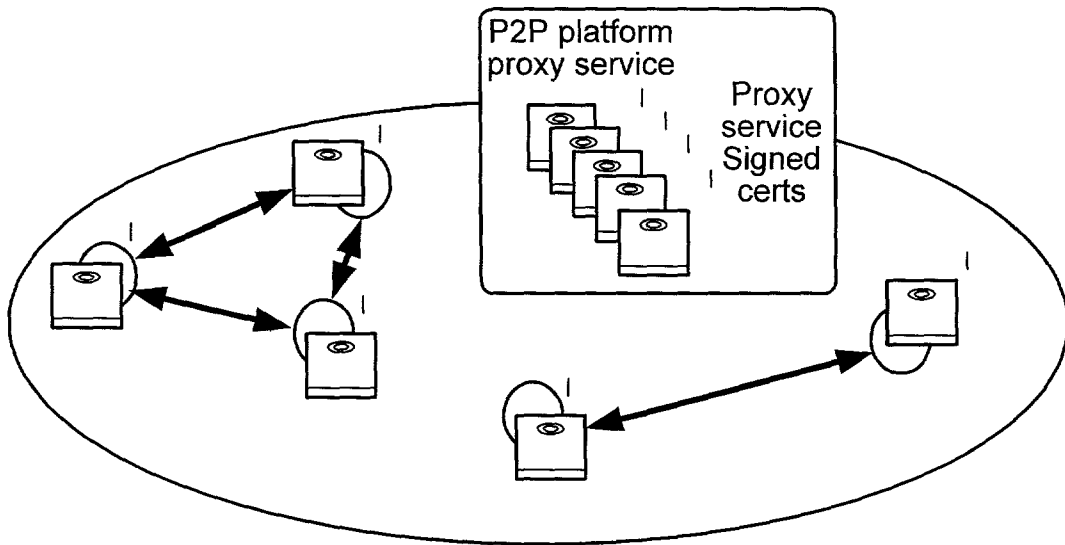 P2P platform
proxy service
Proxy
service
Signed
certs